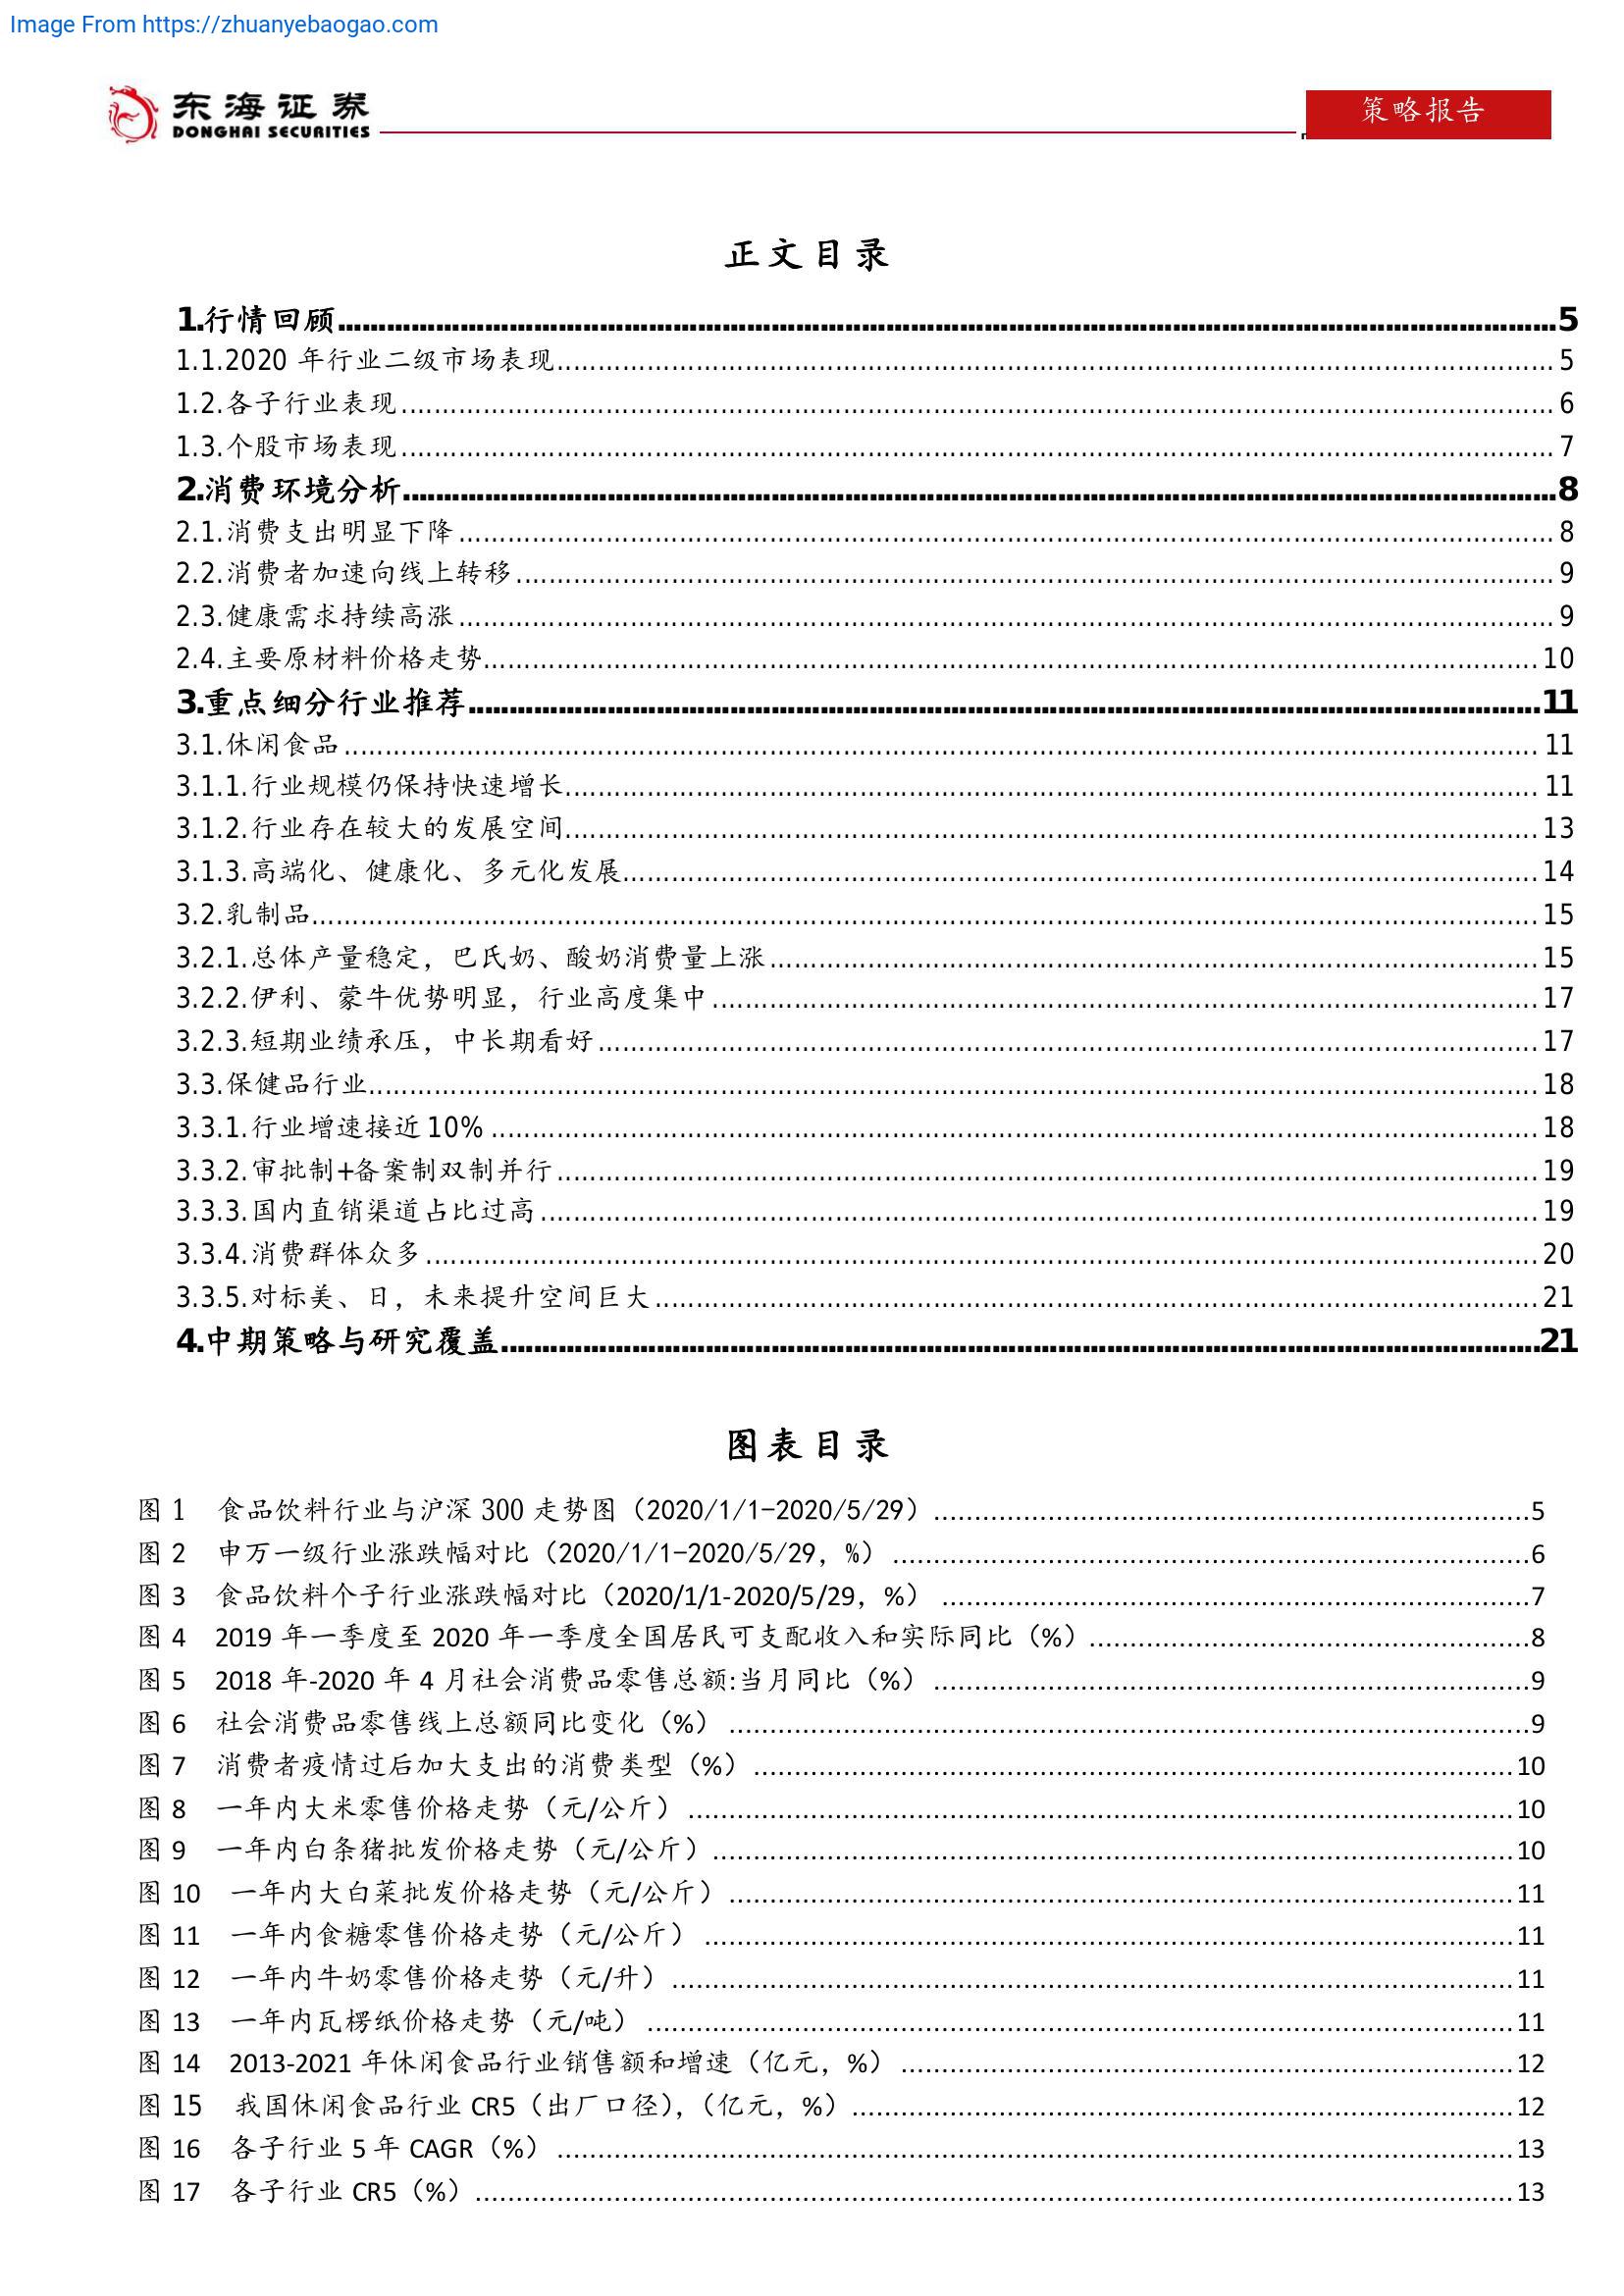 Image From https://zhuanyebaogao.com
东海证券
DONGHAI SECURITIES
策略报告
正文目录
1.行情回顾........................................5
1.1.2020 年行业二级市场表现........................................5
1.2.各子行业表现........................................6
1.3.个股市场表现........................................7
2.消费环境分析........................................8
2.1.消费支出明显下降........................................8
2.2.消费者加速向线上转移........................................9
2.3.健康需求持续高涨........................................9
2.4.主要原材料价格走势........................................10
3.重点细分行业推荐........................................11
3.1.休闲食品........................................11
3.1.1.行业规模仍保持快速增长........................................11
3.1.2.行业存在较大的发展空间........................................13
3.1.3.高端化、健康化、多元化发展........................................14
3.2.乳制品........................................15
3.2.1.总体产量稳定，巴氏奶、酸奶消费量上涨........................................15
3.2.2.伊利、蒙牛优势明显，行业高度集中........................................17
3.2.3.短期业绩承压，中长期看好........................................17
3.3.保健品行业........................................18
3.3.1.行业增速接近 10%........................................18
3.3.2.审批制+备案制双制并行........................................19
3.3.3.国内直销渠道占比过高........................................19
3.3.4.消费群体众多........................................20
3.3.5.对标美、日，未来提升空间巨大........................................21
4.中期策略与研究覆盖........................................21
图表目录
图 1 食品饮料行业与沪深 300 走势图（2020/1/1-2020/5/29）........................................5
图 2 申万一级行业涨跌幅对比（2020/1/1-2020/5/29，%）........................................6
图 3 食品饮料个子行业涨跌幅对比（2020/1/1-2020/5/29，%）........................................7
图 4 2019 年一季度至 2020 年一季度全国居民可支配收入和实际同比（%）........................................8
图 5 2018 年-2020 年 4 月社会消费品零售总额:当月同比（%）........................................9
图 6 社会消费品零售线上总额同比变化（%）........................................9
图 7 消费者疫情过后加大支出的消费类型（%）........................................10
图 8 一年内大米零售价格走势（元/公斤）........................................10
图 9 一年内白条猪批发价格走势（元/公斤）........................................10
图 10 一年内大白菜批发价格走势（元/公斤）........................................11
图 11 一年内食糖零售价格走势（元/公斤）........................................11
图 12 一年内牛奶零售价格走势（元/升）........................................11
图 13 一年内瓦楞纸价格走势（元/吨）........................................11
图 14 2013-2021 年休闲食品行业销售额和增速（亿元，%）........................................12
图 15 我国休闲食品行业 CR5（出厂口径），（亿元，%）........................................12
图 16 各子行业 5 年 CAGR（%）........................................13
图 17 各子行业 CR5（%）........................................13